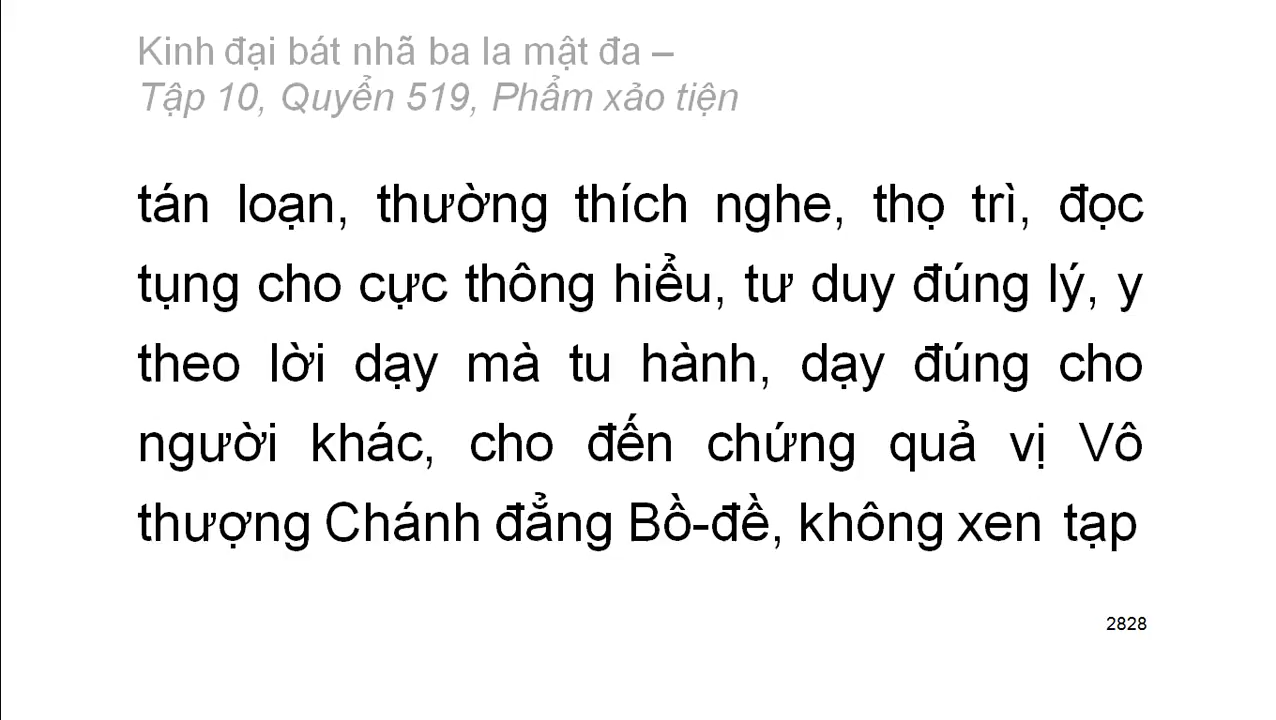 Kinh đại bát nhã ba la mật đa –
Tập 10, Quyển 519, Phẩm xảo tiện
tán loạn, thường thích nghe, thọ trì, đọc
tụng cho cực thông hiểu, tư duy đúng lý, y
theo lời dạy mà tu hành, dạy đúng cho
người khác, cho đến chứng quả vị Vô
thượng Chánh đẳng Bồ-đề, không xen tạp
2828